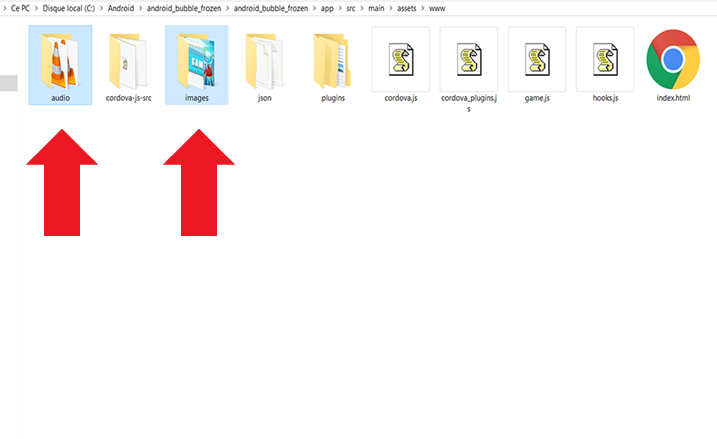 Ce PC > Disque local (C:) > Android > android_bubble_frozen > android_bubble_frozen > app > src > main > assets > www
audio
cordova-js-src
images
json
plugins
cordova.js
cordova_plugins.j
s
game.js
hooks.js
index.html